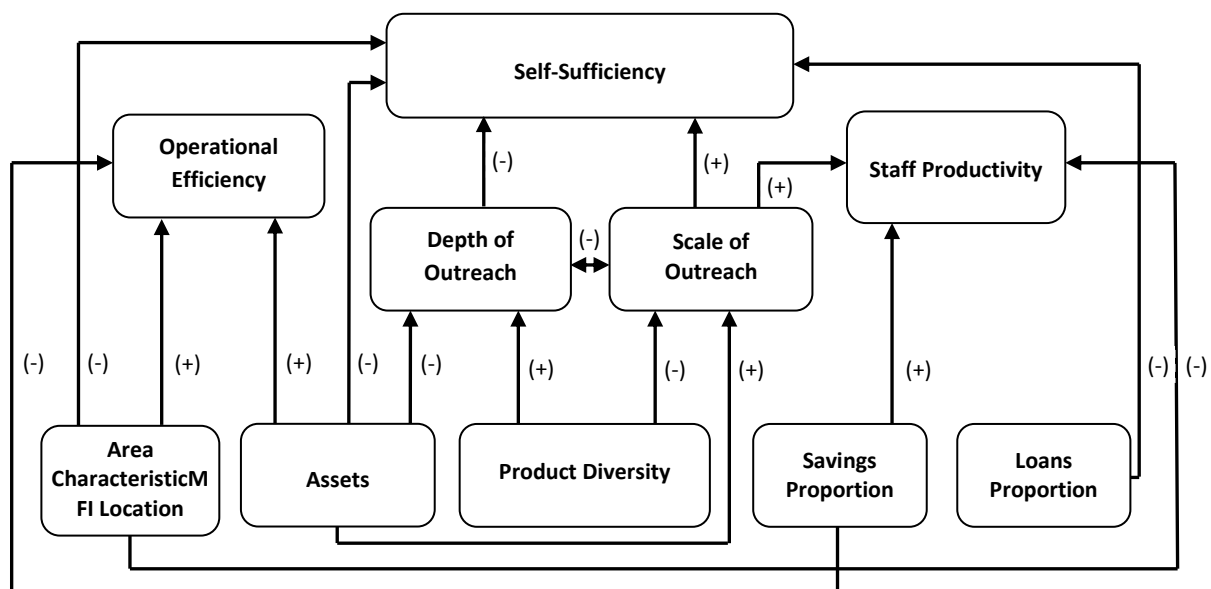 Self-Sufficiency
Operational
Efficiency
Staff Productivity
(-)
(+)
(+)
Depth of
Outreach
(-)
Scale of
Outreach
(-)
(-)
(+)
(+)
(-)
(-)
(+)
(-)
(+)
(+)
(-)
(-)
Area
CharacteristicM
FI Location
Assets
Product Diversity
Savings
Proportion
Loans
Proportion